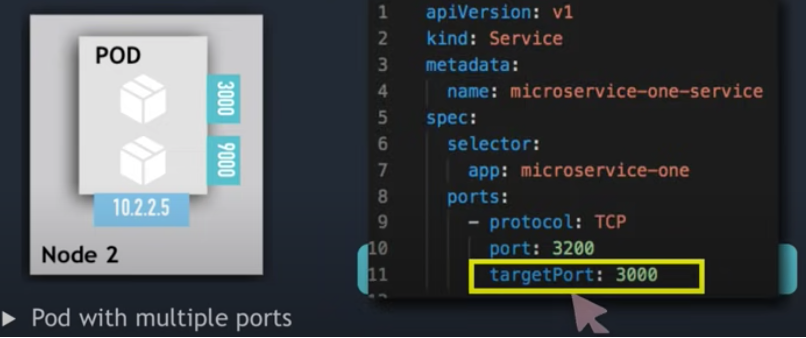 POD
3000
9000
10.2.2.5
Node 2
Pod with multiple ports
1 apiVersion: v1
2 kind: Service
3 metadata:
4 name: microservice-one-service
5 spec:
6 selector:
7 app: microservice-one
8 ports:
9 - protocol: TCP
10 port: 3200
11 targetPort: 3000